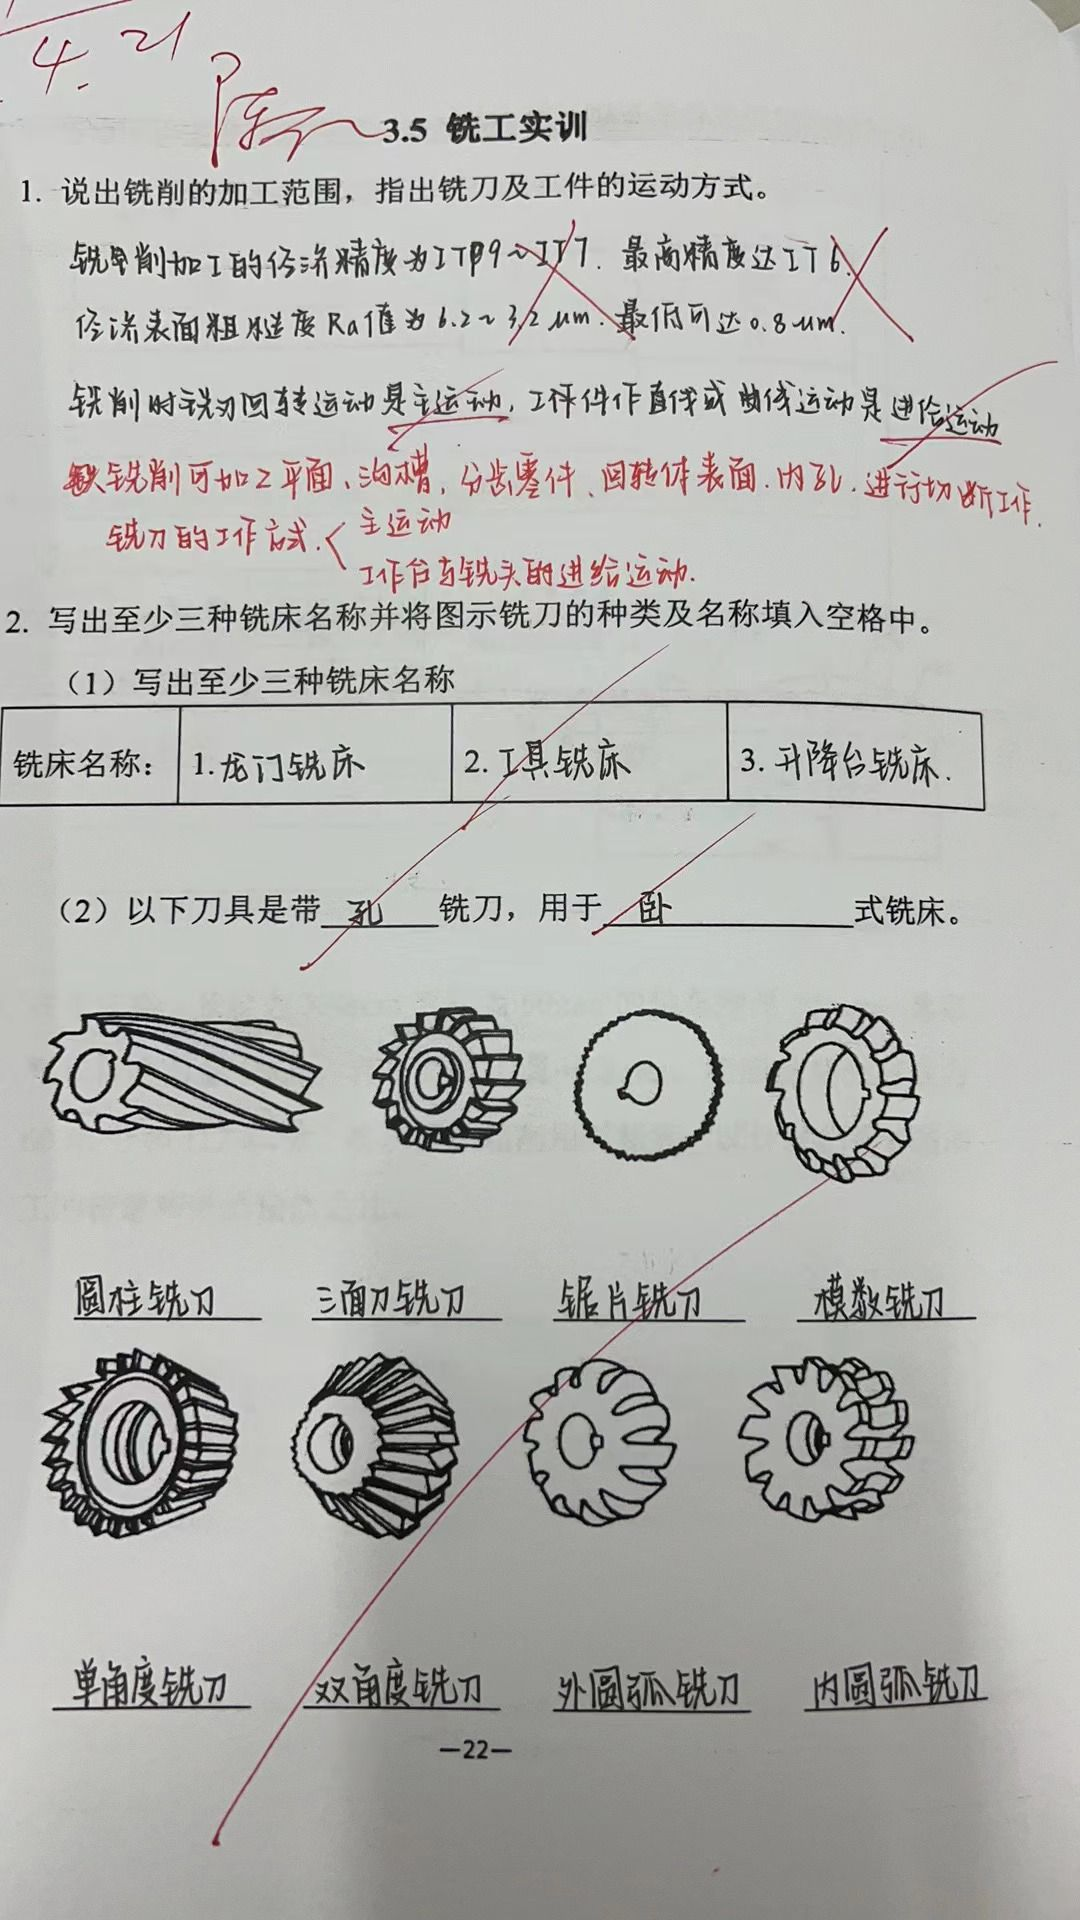 4.21
陈
3.5 铣工实训
1. 说出铣削的加工范围，指出铣刀及工件的运动方式。
铣削加工的经济精度为IT9~IT7. 最高精度达IT6.
经济表面粗糙度Ra值为6.2~3.2μm. 最低可达0.8μm.
铣削时铣刀回转运动是主运动, 工件作直线或曲线运动是进给运动
铣削可加工平面、沟槽, 分齿零件、回转体表面. 内孔. 进行切断工作.
铣刀的工作方式. 主运动
工作台与铣头的进给运动.
2. 写出至少三种铣床名称并将图示铣刀的种类及名称填入空格中。
（1）写出至少三种铣床名称
铣床名称： 1.龙门铣床 2.工具铣床 3.升降台铣床.
（2）以下刀具是带 孔 铣刀，用于 卧 式铣床。
圆柱铣刀 三面刃铣刀 锯片铣刀 模数铣刀
单角度铣刀 双角度铣刀 外圆弧铣刀 内圆弧铣刀
—22—